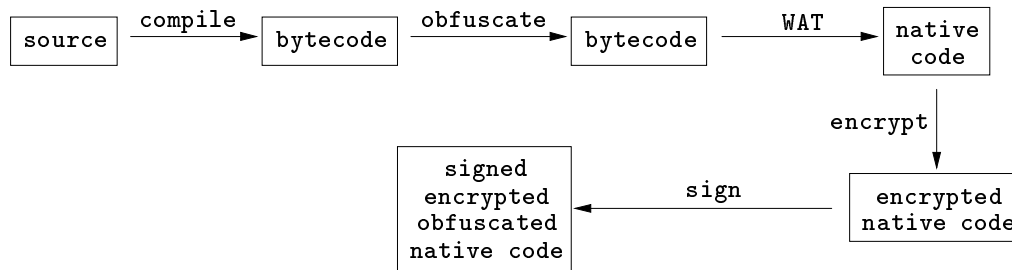 source
compile
bytecode
obfuscate
bytecode
WAT
native
code
encrypt
encrypted
native code
sign
signed
encrypted
obfuscated
native code